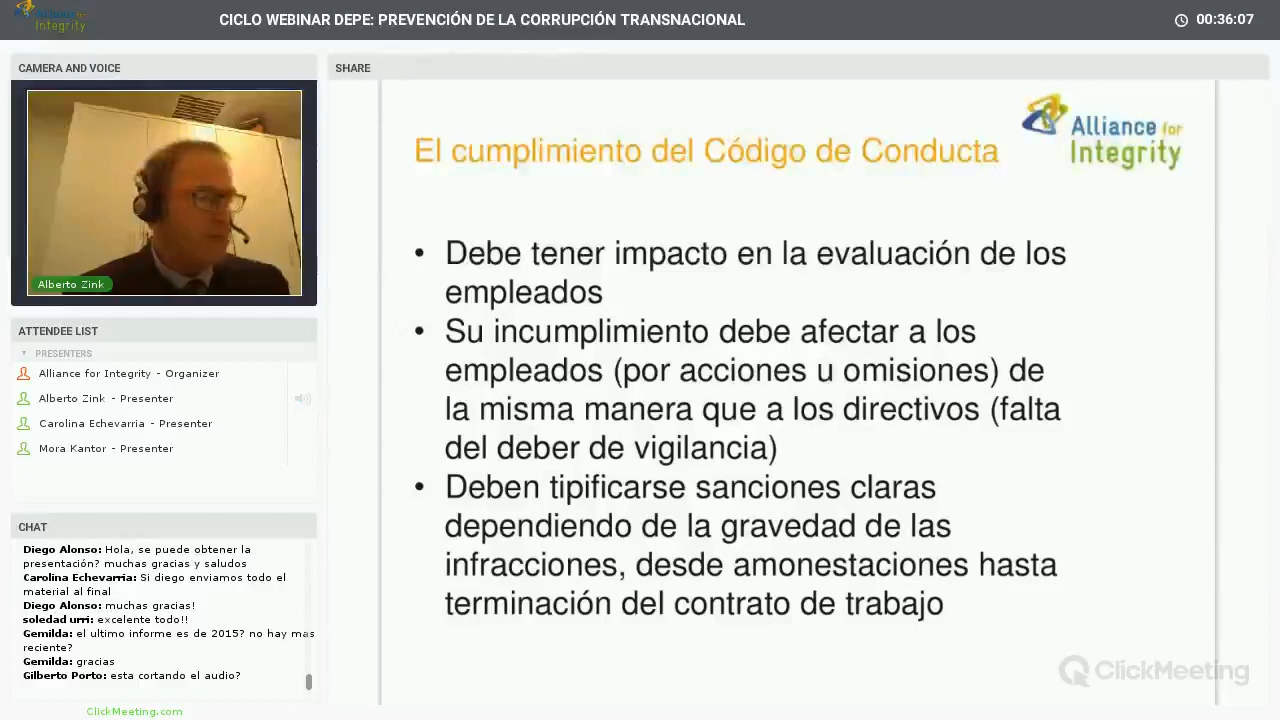 Alliance for
Integrity
CICLO WEBINAR DEPE: PREVENCIÓN DE LA CORRUPCIÓN TRANSNACIONAL
00:36:07
CAMERA AND VOICE
Alberto Zink
ATTENDEE LIST
PRESENTERS
Alliance for Integrity - Organizer
Alberto Zink - Presenter
Carolina Echevarria - Presenter
Mora Kantor - Presenter
CHAT
Diego Alonso: Hola, se puede obtener la
presentación? muchas gracias y saludos
Carolina Echevarria: Si diego enviamos todo el
material al final
Diego Alonso: muchas gracias!
soledad urri: excelente todo!!
Gemilda: el ultimo informe es de 2015? no hay mas
reciente?
Gemilda: gracias
Gilberto Porto: esta cortando el audio?
ClickMeeting.com
SHARE
El cumplimiento del Código de Conducta
Alliance for
Integrity
• Debe tener impacto en la evaluación de los
empleados
• Su incumplimiento debe afectar a los
empleados (por acciones u omisiones) de
la misma manera que a los directivos (falta
del deber de vigilancia)
• Deben tipificarse sanciones claras
dependiendo de la gravedad de las
infracciones, desde amonestaciones hasta
terminación del contrato de trabajo
ClickMeeting